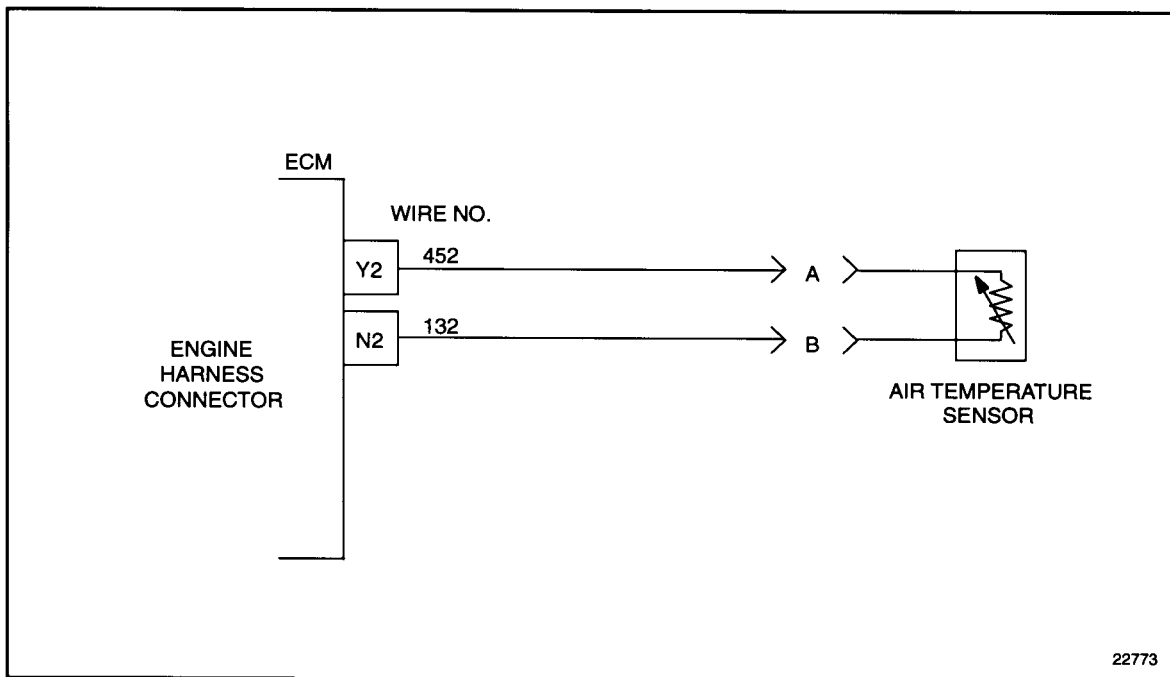 ECM
WIRE NO.
Y2
452
A
N2
132
B
ENGINE
HARNESS
CONNECTOR
AIR TEMPERATURE
SENSOR
22773